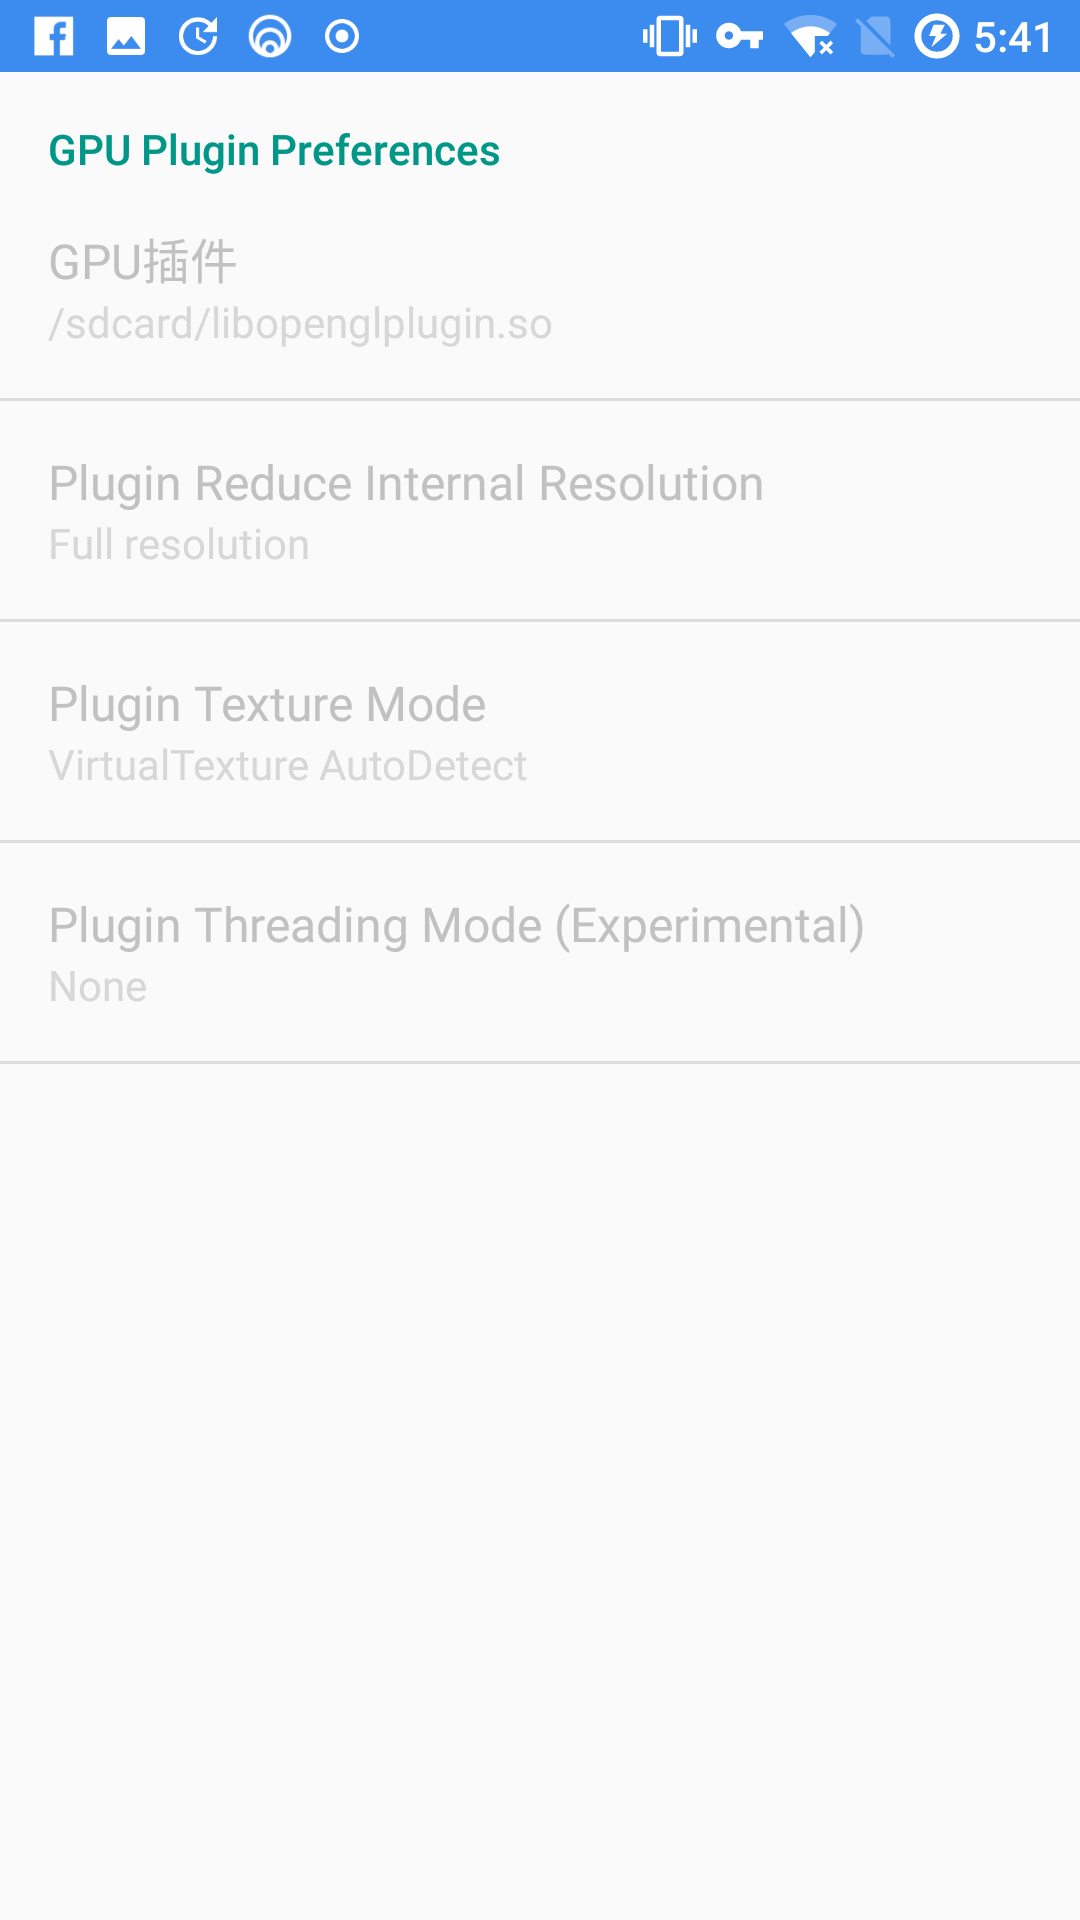 5:41
GPU Plugin Preferences
GPU插件
/sdcard/libopenglplugin.so
Plugin Reduce Internal Resolution
Full resolution
Plugin Texture Mode
VirtualTexture AutoDetect
Plugin Threading Mode (Experimental)
None